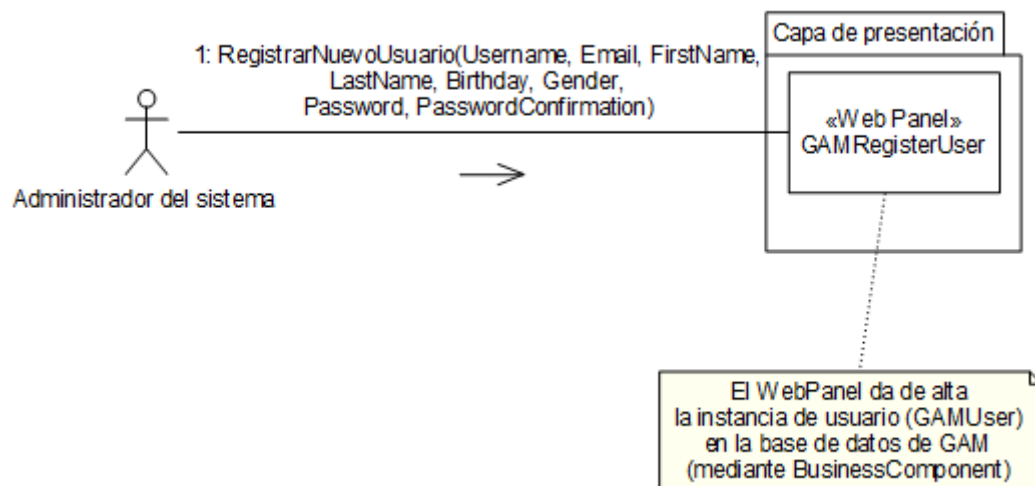 Capa de presentación
1: RegistrarNuevoUsuario(Username, Email, FirstName,
LastName, Birthday, Gender,
Password, PasswordConfirmation)
«Web Panel»
GAMRegisterUser
Administrador del sistema
El WebPanel da de alta
la instancia de usuario (GAMUser)
en la base de datos de GAM
(mediante BusinessComponent)